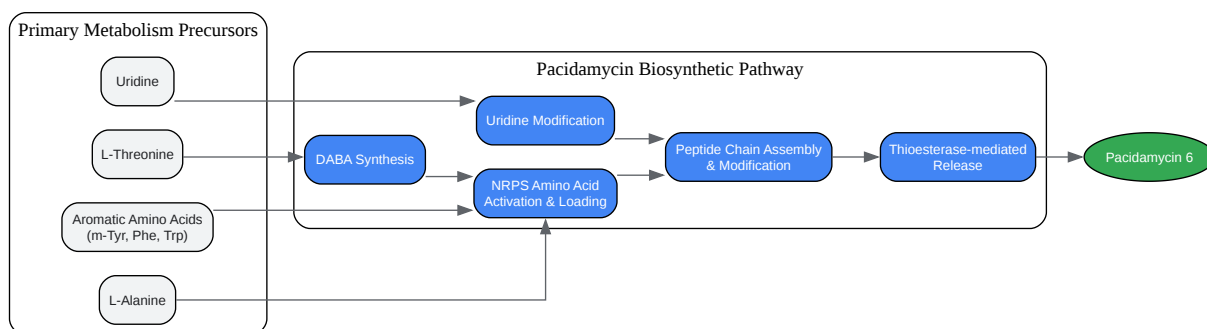 Primary Metabolism Precursors
Uridine
L-Threonine
Aromatic Amino Acids
(m-Tyr, Phe, Trp)
L-Alanine
Pacidamycin Biosynthetic Pathway
DABA Synthesis
Uridine Modification
NRPS Amino Acid
Activation & Loading
Peptide Chain Assembly
& Modification
Thioesterase-mediated
Release
Pacidamycin 6